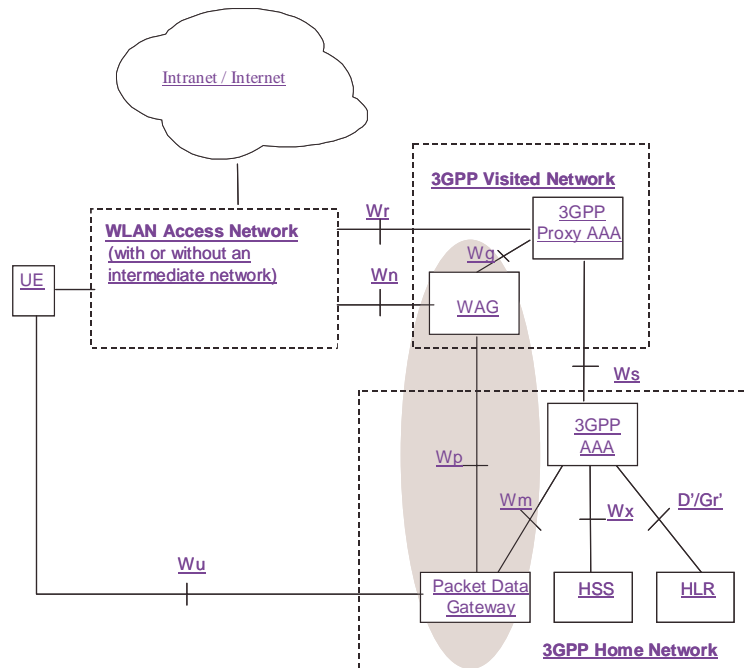 Intranet / Internet
3GPP Visited Network
Wr
3GPP
Proxy AAA
WLAN Access Network
(with or without an
intermediate network)
Wg
UE
Wn
WAG
Ws
3GPP
AAA
Wp
Wm
Wx
D'/Gr'
Wu
Packet Data
Gateway
HSS
HLR
3GPP Home Network